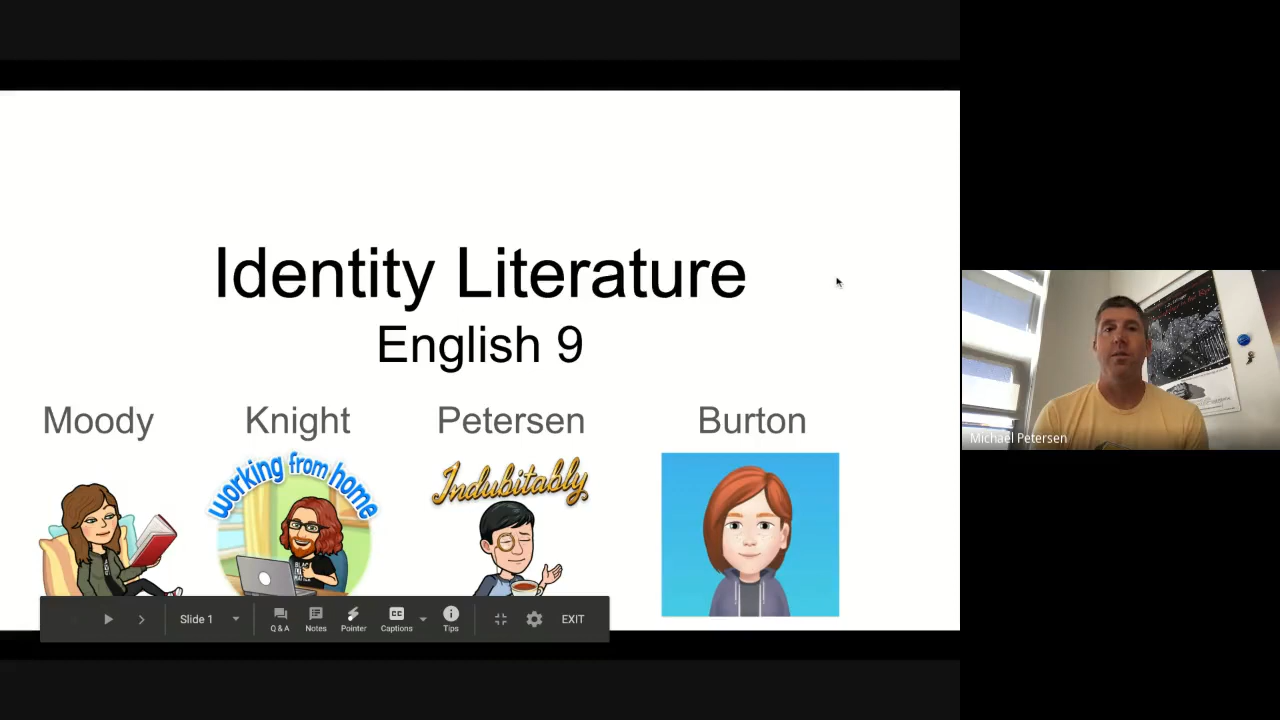 Identity Literature
English 9
Moody Knight Petersen Burton
working from home
Indubitably
Slide 1
Q & A Notes Pointer CC Captions Tips EXIT
Michael Petersen